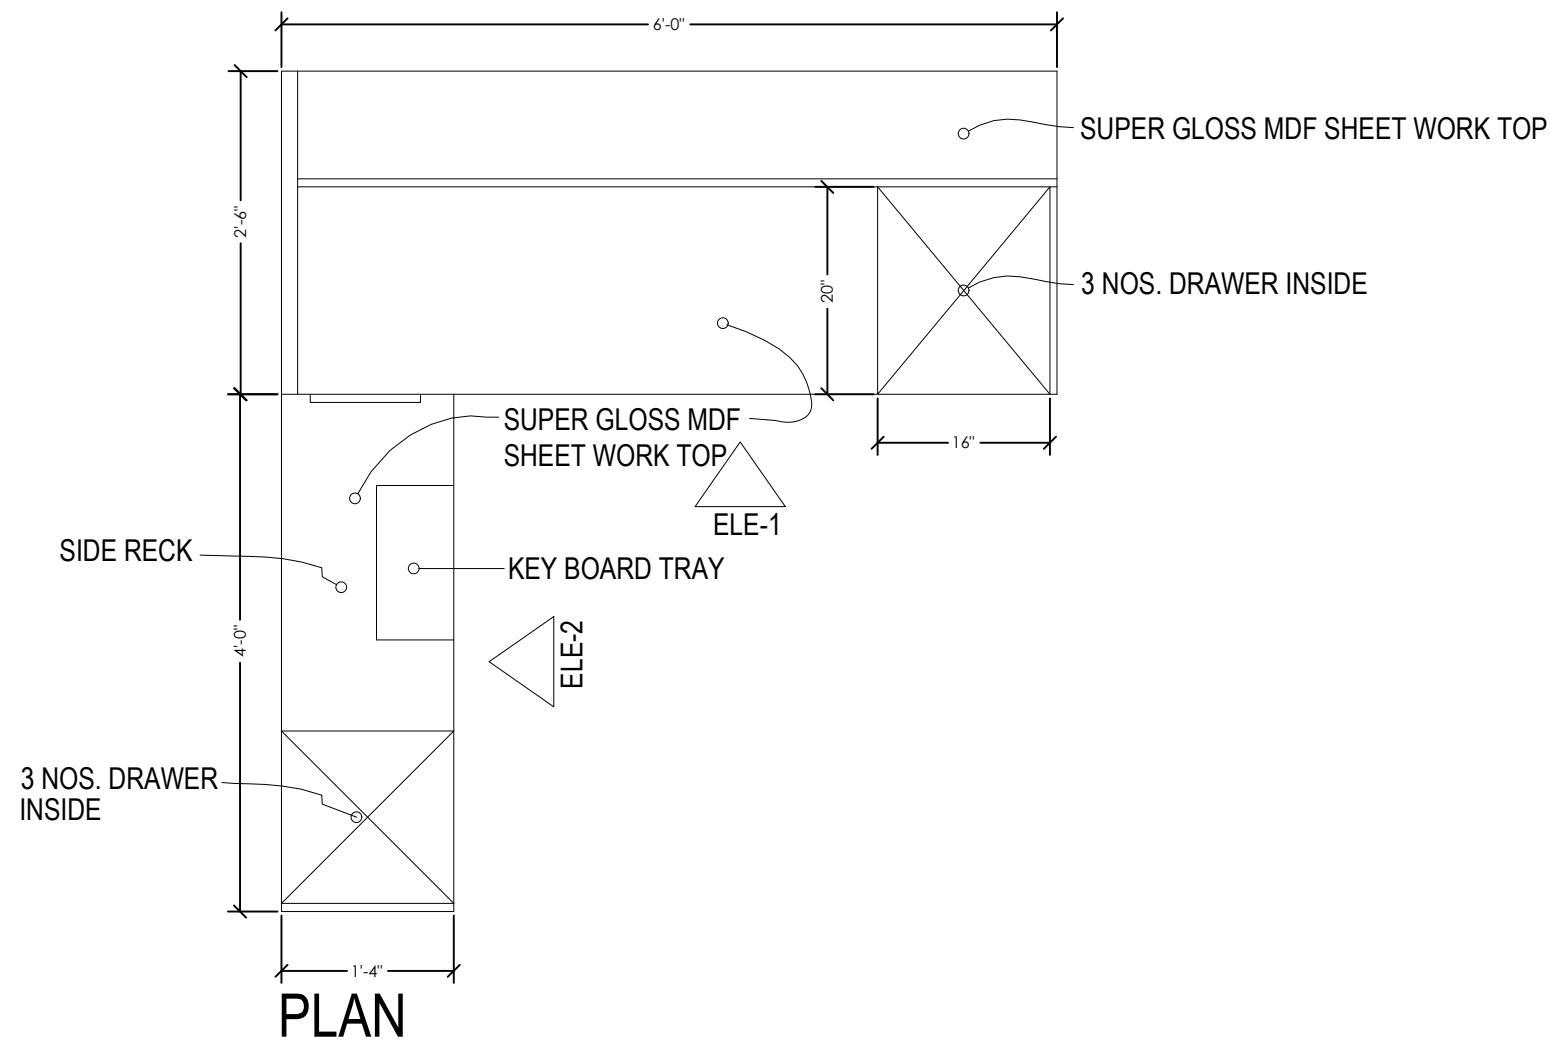 6'-0"
SUPER GLOSS MDF SHEET WORK TOP
2'-6"
20"
3 NOS. DRAWER INSIDE
SUPER GLOSS MDF
SHEET WORK TOP
16"
ELE-1
SIDE RECK
KEY BOARD TRAY
4'-0"
ELE-2
3 NOS. DRAWER
INSIDE
1'-4"
PLAN